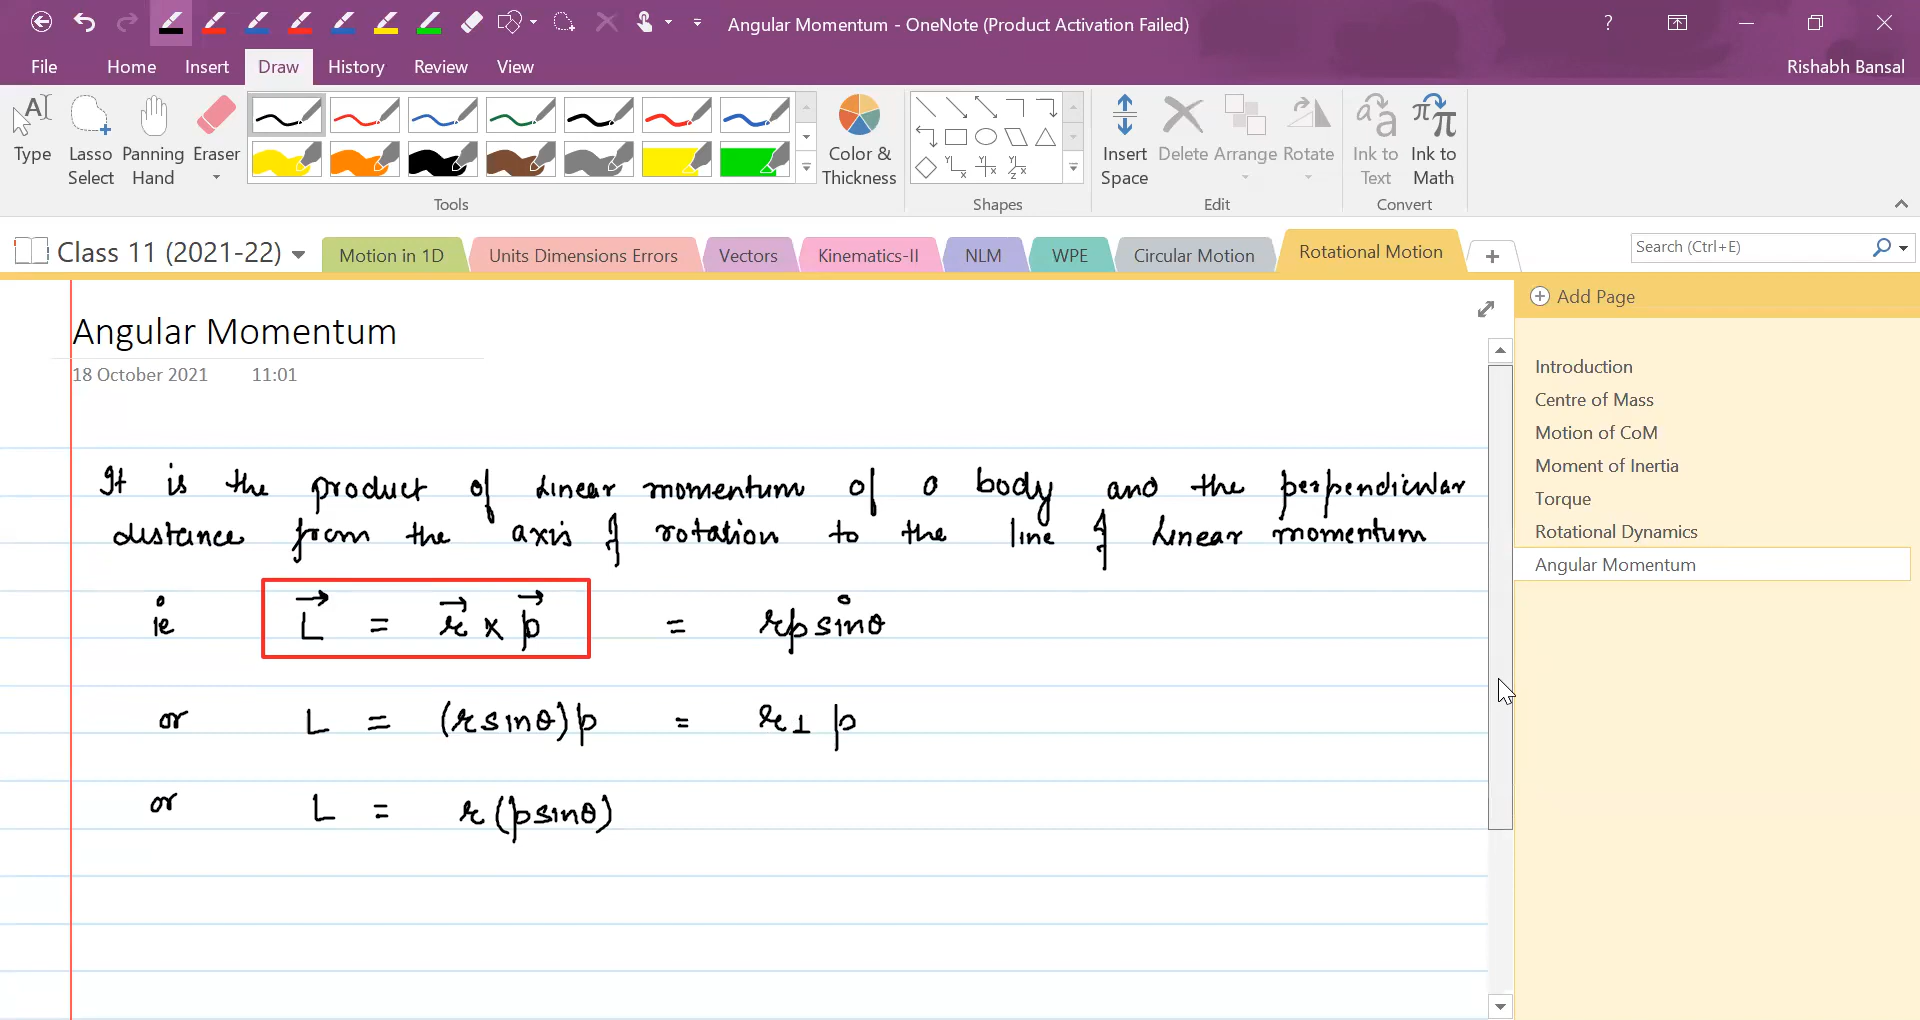 Angular Momentum - OneNote (Product Activation Failed)
?
File Home Insert Draw History Review View
Rishabh Bansal
Type
Lasso Select
Panning Hand
Eraser
Color & Thickness
Insert Space
Delete
Arrange
Rotate
Ink to Text
Ink to Math
Tools
Shapes
Edit
Convert
Class 11 (2021-22)
Motion in 1D
Units Dimensions Errors
Vectors
Kinematics-II
NLM
WPE
Circular Motion
Rotational Motion
Search (Ctrl+E)
Add Page
Introduction
Centre of Mass
Motion of CoM
Moment of Inertia
Torque
Rotational Dynamics
Angular Momentum
Angular Momentum
18 October 2021 11:01
It is the product of Linear momentum of a body and the perpendicular
distance from the axis of rotation to the line of Linear momentum
ie L⃗ = r⃗ × p⃗ = rp sinθ
or L = (r sinθ)p = r⊥ p
or L = r(p sinθ)